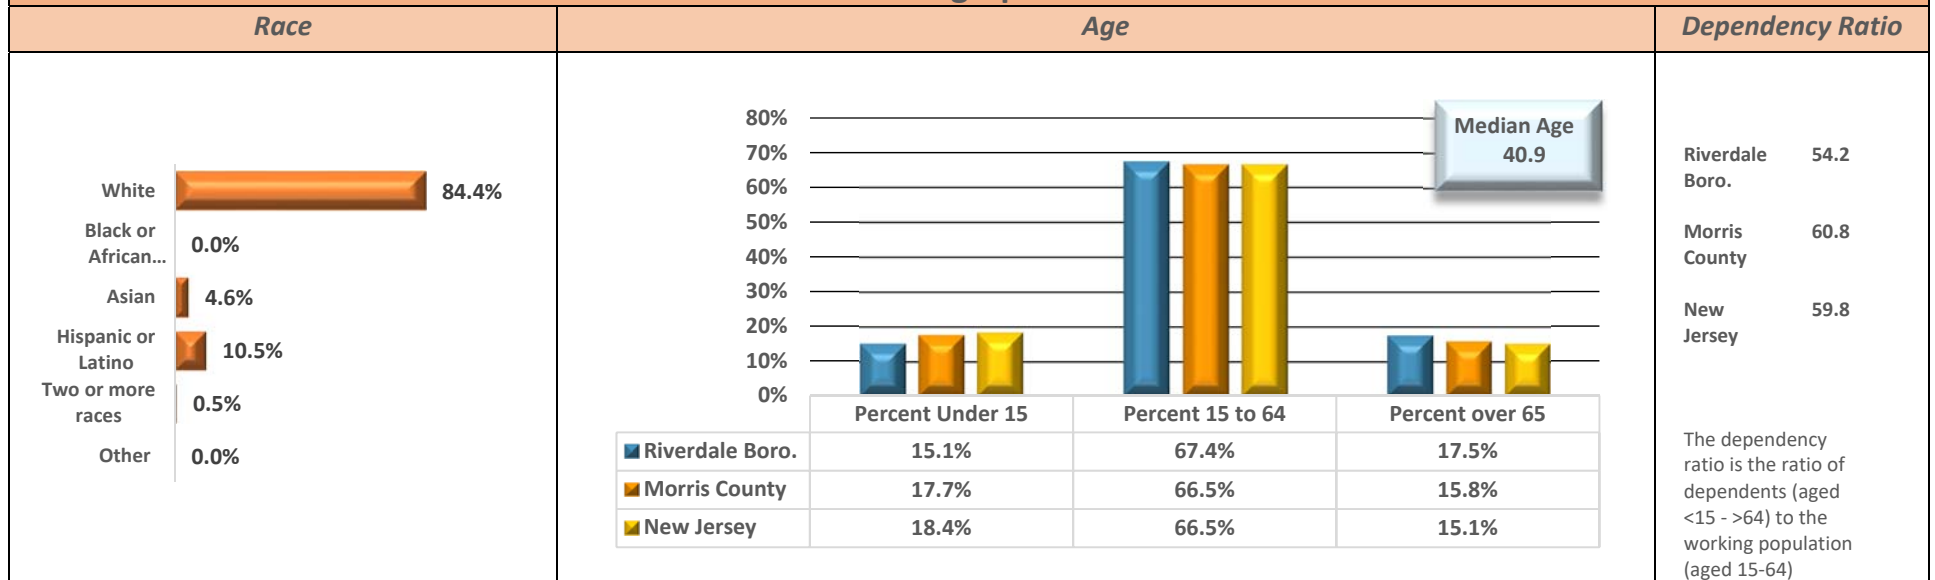 Race
Age
Dependency Ratio
White
84.4%
Black or
African...
0.0%
Asian
4.6%
Hispanic or
Latino
10.5%
Two or more
races
0.5%
Other
0.0%
80%
70%
60%
50%
40%
30%
20%
10%
0%
Median Age
40.9
Percent Under 15 Percent 15 to 64 Percent over 65
Riverdale Boro. 15.1% 67.4% 17.5%
Morris County 17.7% 66.5% 15.8%
New Jersey 18.4% 66.5% 15.1%
Riverdale 54.2
Boro.
Morris 60.8
County
New 59.8
Jersey
The dependency
ratio is the ratio of
dependents (aged
<15 - >64) to the
working population
(aged 15-64)